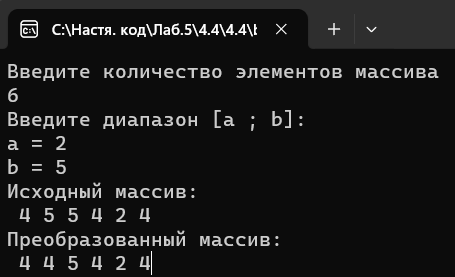 C:\Настя. код\Лаб.5\4.4\4.4\b
Введите количество элементов массива
6
Введите диапазон [a ; b]:
a = 2
b = 5
Исходный массив:
4 5 5 4 2 4
Преобразованный массив:
4 4 5 4 2 4